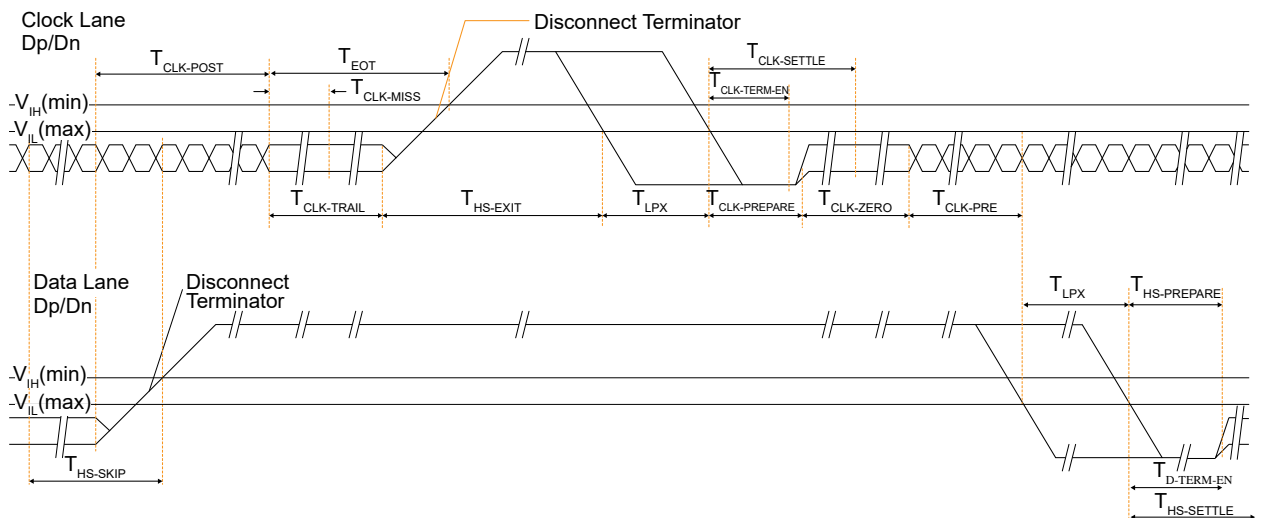 Clock Lane
Dp/Dn
Disconnect Terminator
TCLK-POST
TEOT
TCLK-SETTLE
TCLK-MISS
TCLK-TERM-EN
VIH(min)
VIL(max)
TCLK-TRAIL
THS-EXIT
TLPX
TCLK-PREPARE
TCLK-ZERO
TCLK-PRE
Data Lane
Dp/Dn
Disconnect
Terminator
TLPX
THS-PREPARE
VIH(min)
VIL(max)
THS-SKIP
TD-TERM-EN
THS-SETTLE